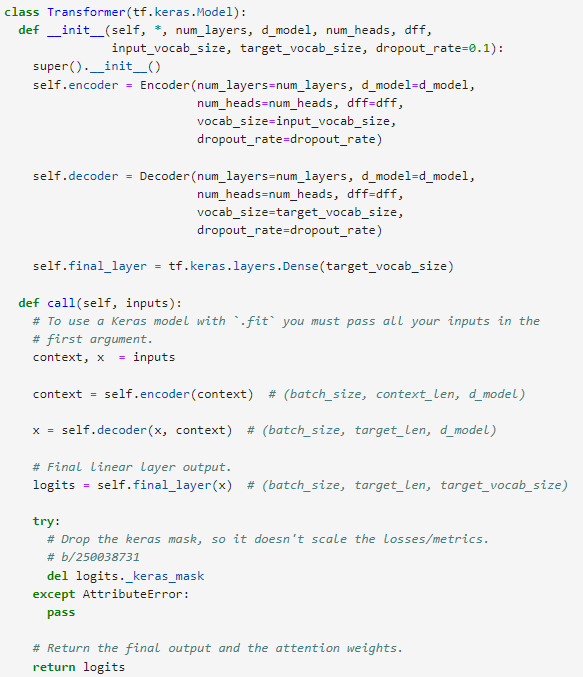 class Transformer(tf.keras.Model):
  def __init__(self, *, num_layers, d_model, num_heads, dff,
               input_vocab_size, target_vocab_size, dropout_rate=0.1):
    super().__init__()
    self.encoder = Encoder(num_layers=num_layers, d_model=d_model,
                           num_heads=num_heads, dff=dff,
                           vocab_size=input_vocab_size,
                           dropout_rate=dropout_rate)

    self.decoder = Decoder(num_layers=num_layers, d_model=d_model,
                           num_heads=num_heads, dff=dff,
                           vocab_size=target_vocab_size,
                           dropout_rate=dropout_rate)

    self.final_layer = tf.keras.layers.Dense(target_vocab_size)

  def call(self, inputs):
    # To use a Keras model with `.fit` you must pass all your inputs in the
    # first argument.
    context, x  = inputs

    context = self.encoder(context)  # (batch_size, context_len, d_model)

    x = self.decoder(x, context)  # (batch_size, target_len, d_model)

    # Final linear layer output.
    logits = self.final_layer(x)  # (batch_size, target_len, target_vocab_size)

    try:
      # Drop the keras mask, so it doesn't scale the losses/metrics.
      # b/250038731
      del logits._keras_mask
    except AttributeError:
      pass

    # Return the final output and the attention weights.
    return logits